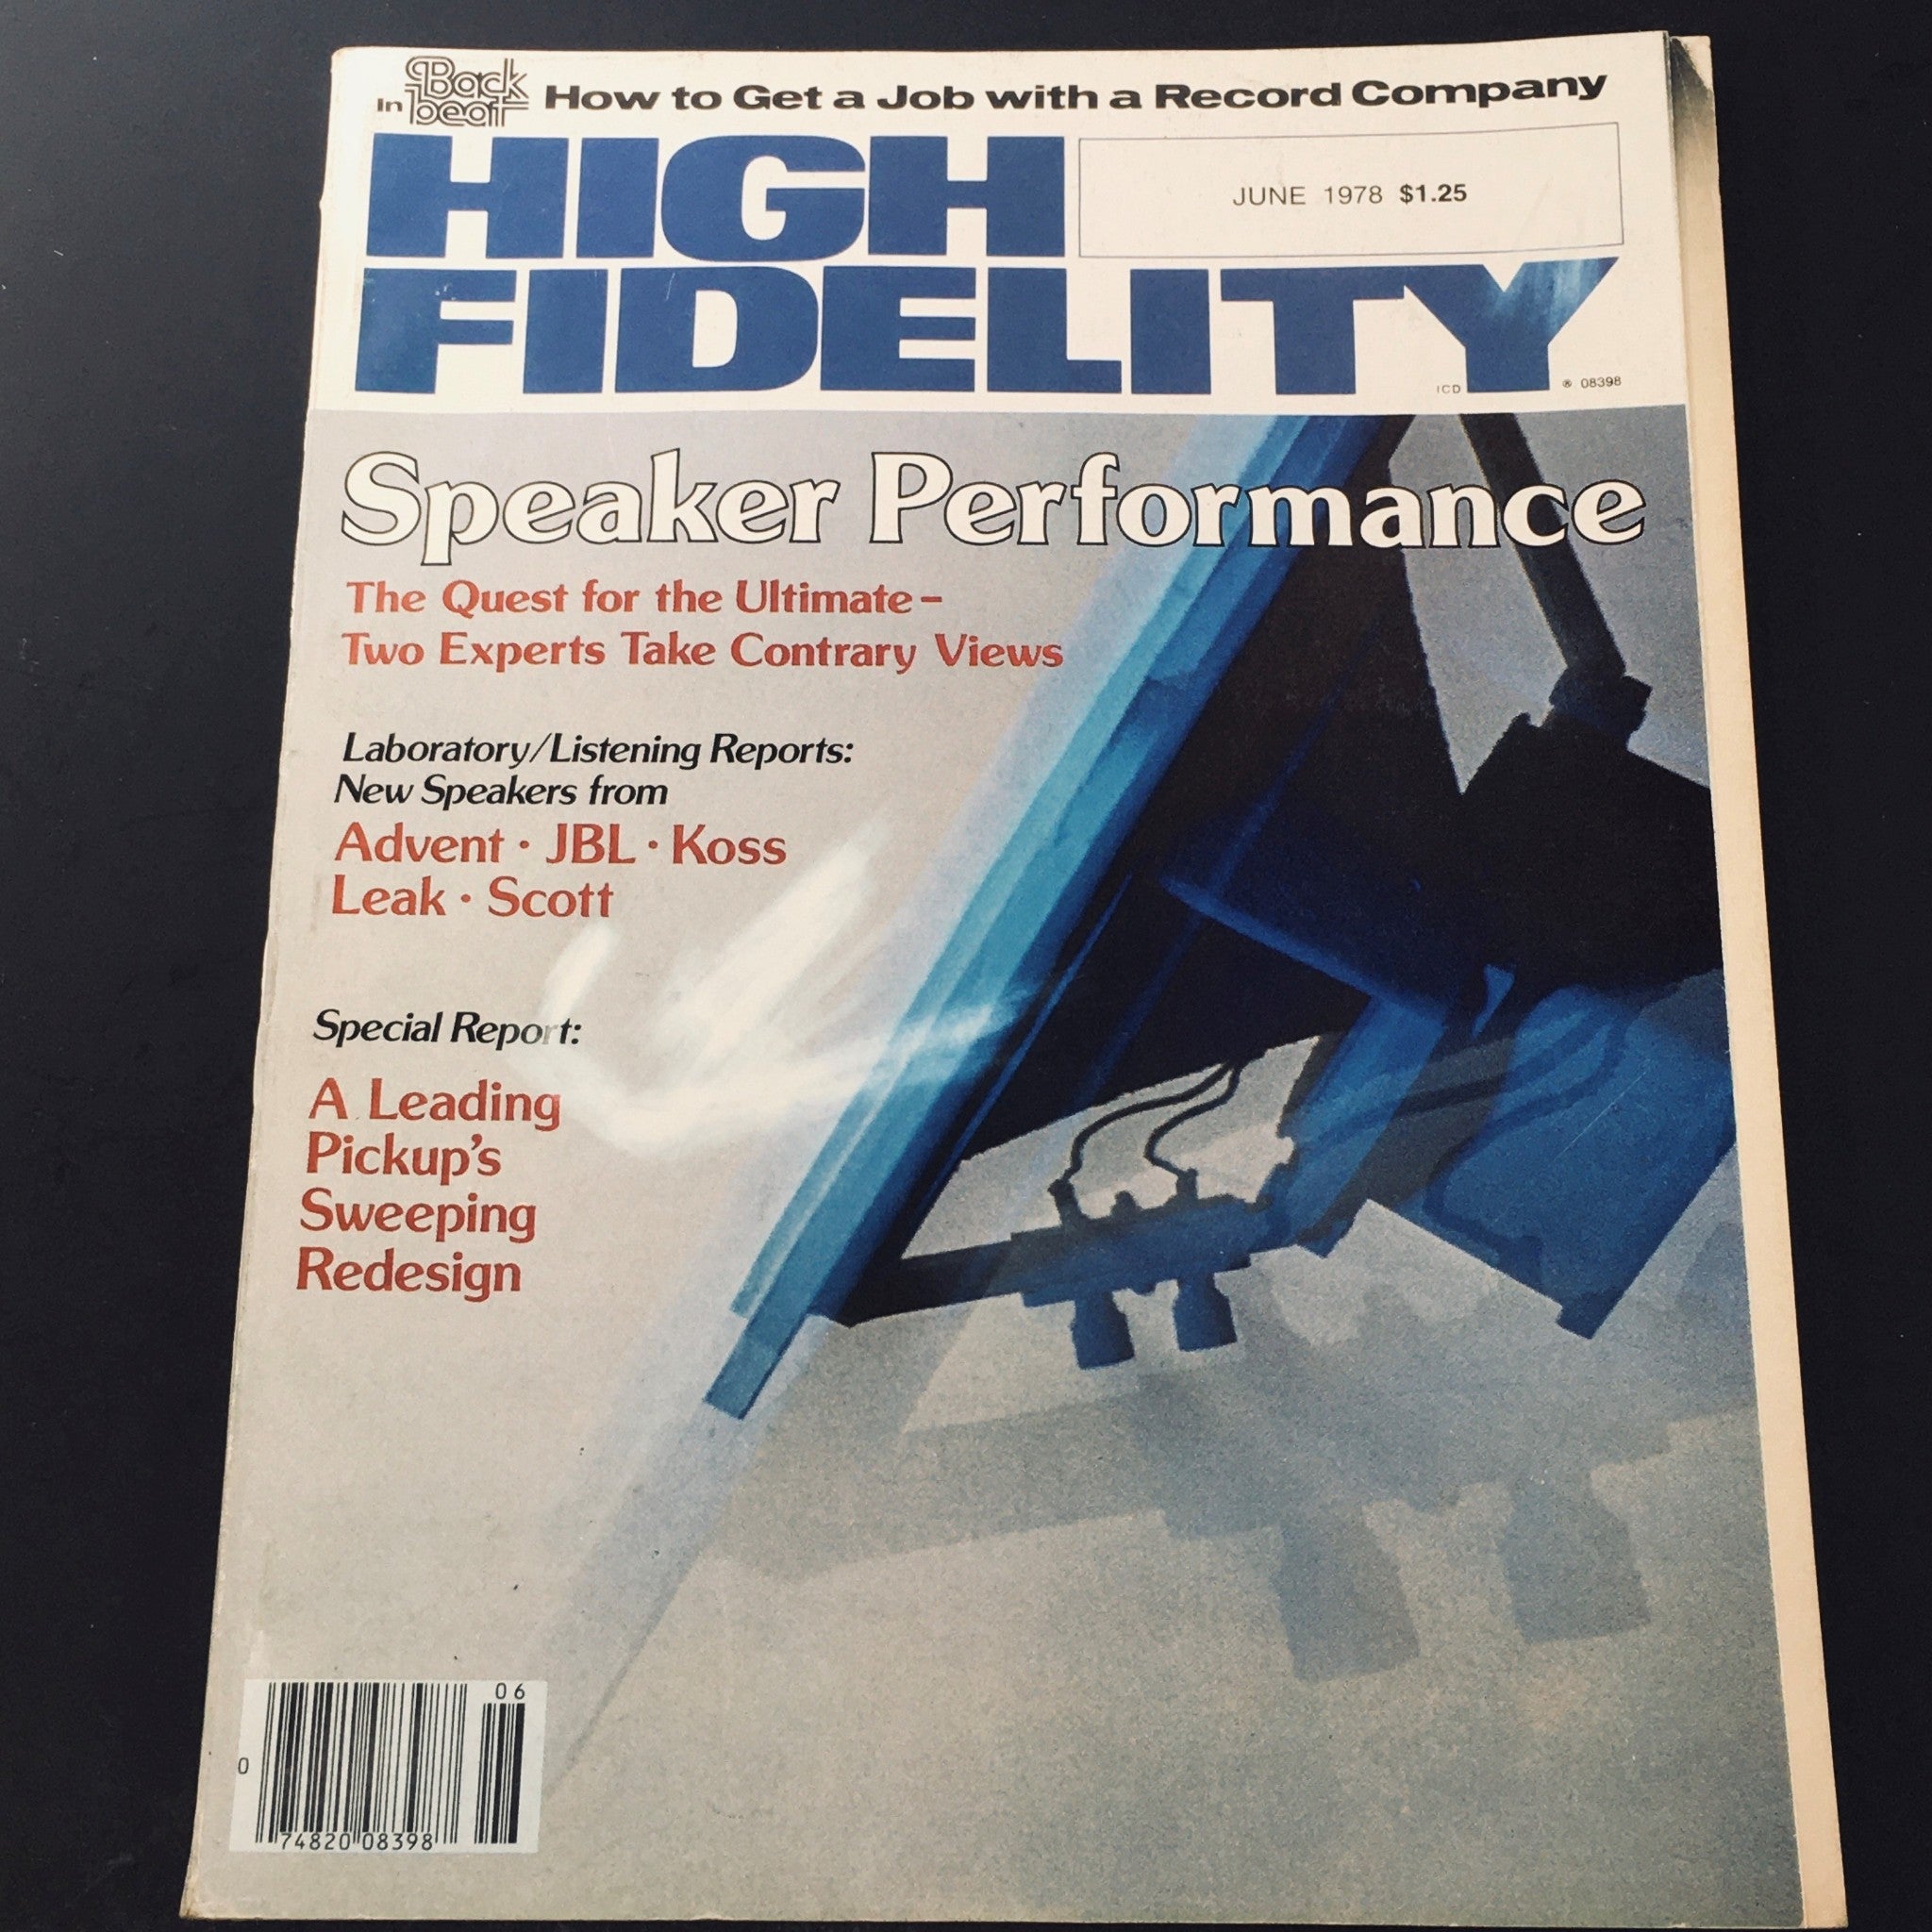 In Back beat How to Get a Job with a Record Company
HIGH
JUNE 1978 $1.25
FIDELITY
ICD ® 08398
Speaker Performance
The Quest for the Ultimate–
Two Experts Take Contrary Views
Laboratory/Listening Reports:
New Speakers from
Advent · JBL · Koss
Leak · Scott
Special Report:
A Leading
Pickup's
Sweeping
Redesign
06
0
74820 08398